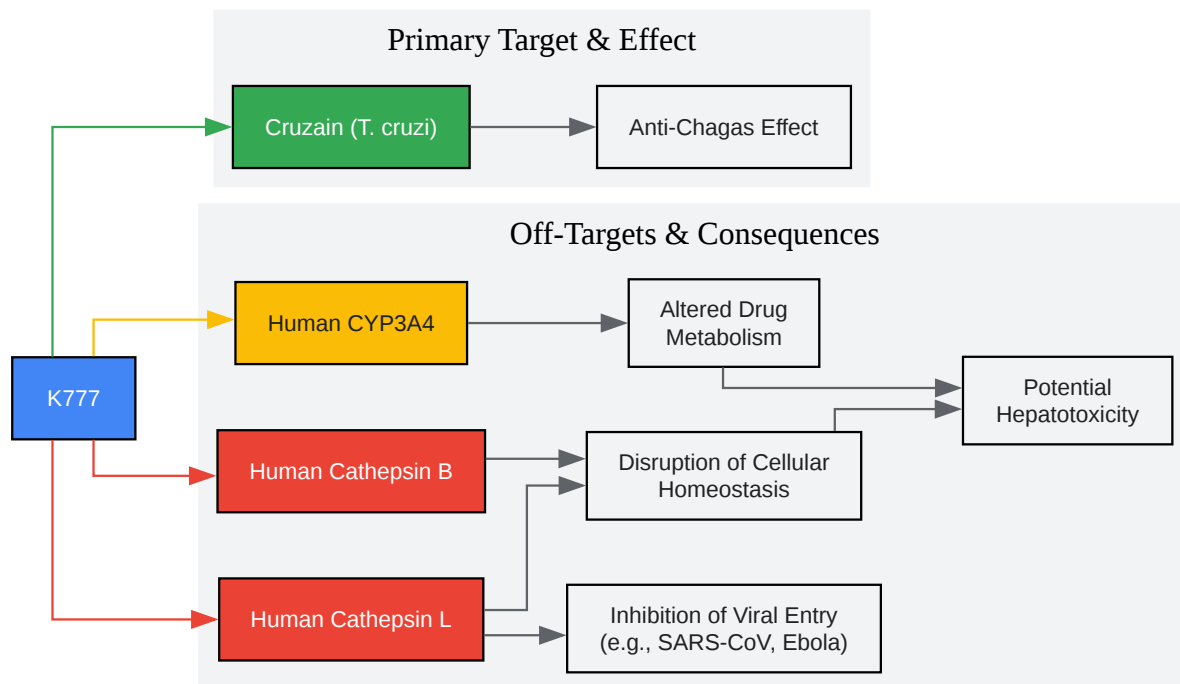 Primary Target & Effect
Cruzain (T. cruzi)
Anti-Chagas Effect
Off-Targets & Consequences
Human CYP3A4
Altered Drug
Metabolism
K777
Potential
Hepatotoxicity
Human Cathepsin B
Disruption of Cellular
Homeostasis
Human Cathepsin L
Inhibition of Viral Entry
(e.g., SARS-CoV, Ebola)